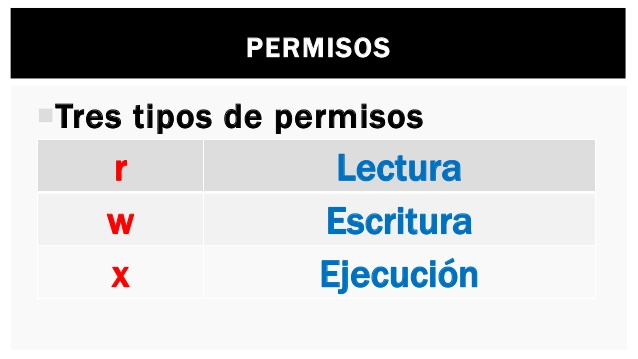 PERMISOS
Tres tipos de permisos
r Lectura
w Escritura
x Ejecución